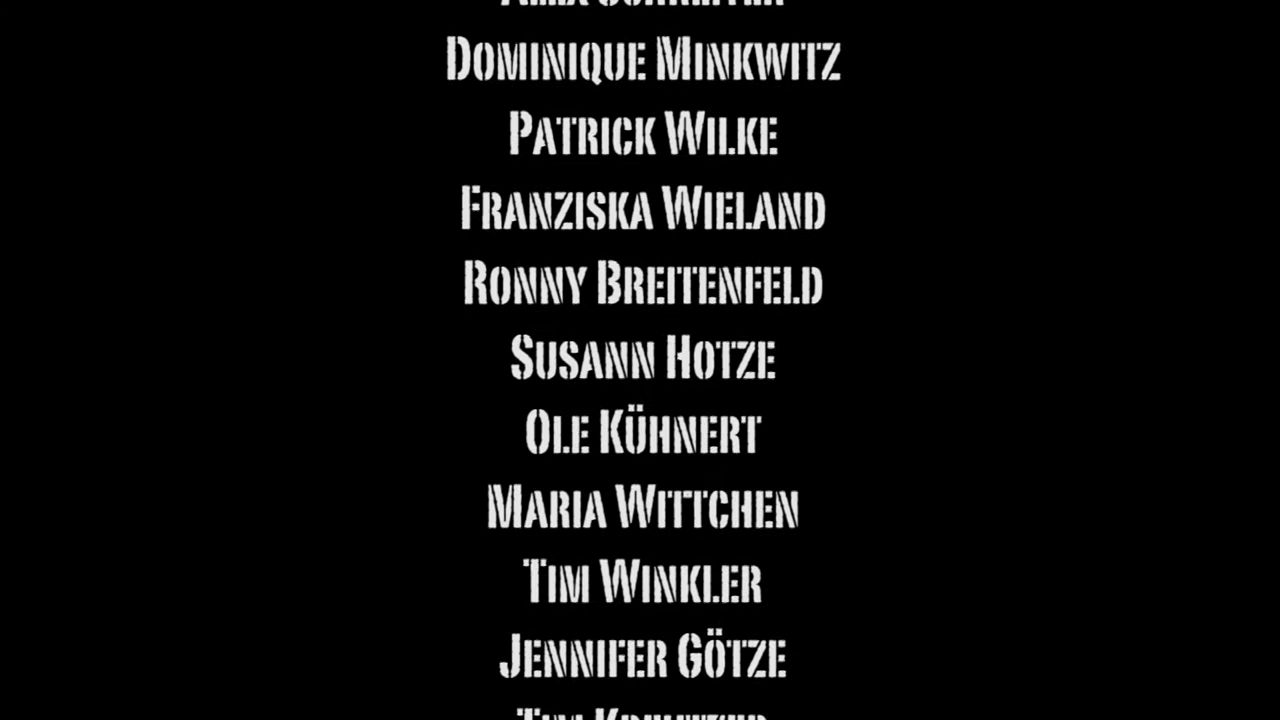 Dominique Minkwitz
Patrick Wilke
Franziska Wieland
Ronny Breitenfeld
Susann Hotze
Ole Kühnert
Maria Wittchen
Tim Winkler
Jennifer Götze